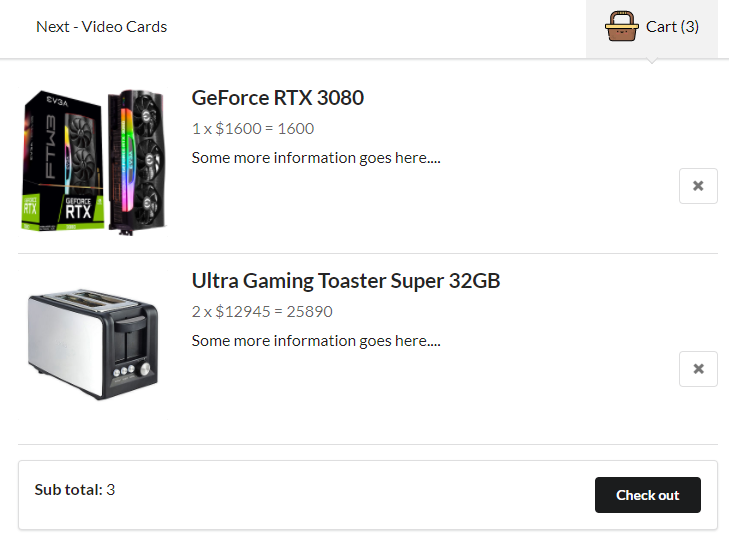 Next - Video Cards
Cart (3)
GeForce RTX 3080
1 x $1600 = 1600
Some more information goes here....
EVGA
FTW3
GEFORCE
RTX
RTX
Ultra Gaming Toaster Super 32GB
2 x $12945 = 25890
Some more information goes here....
Sub total: 3
Check out